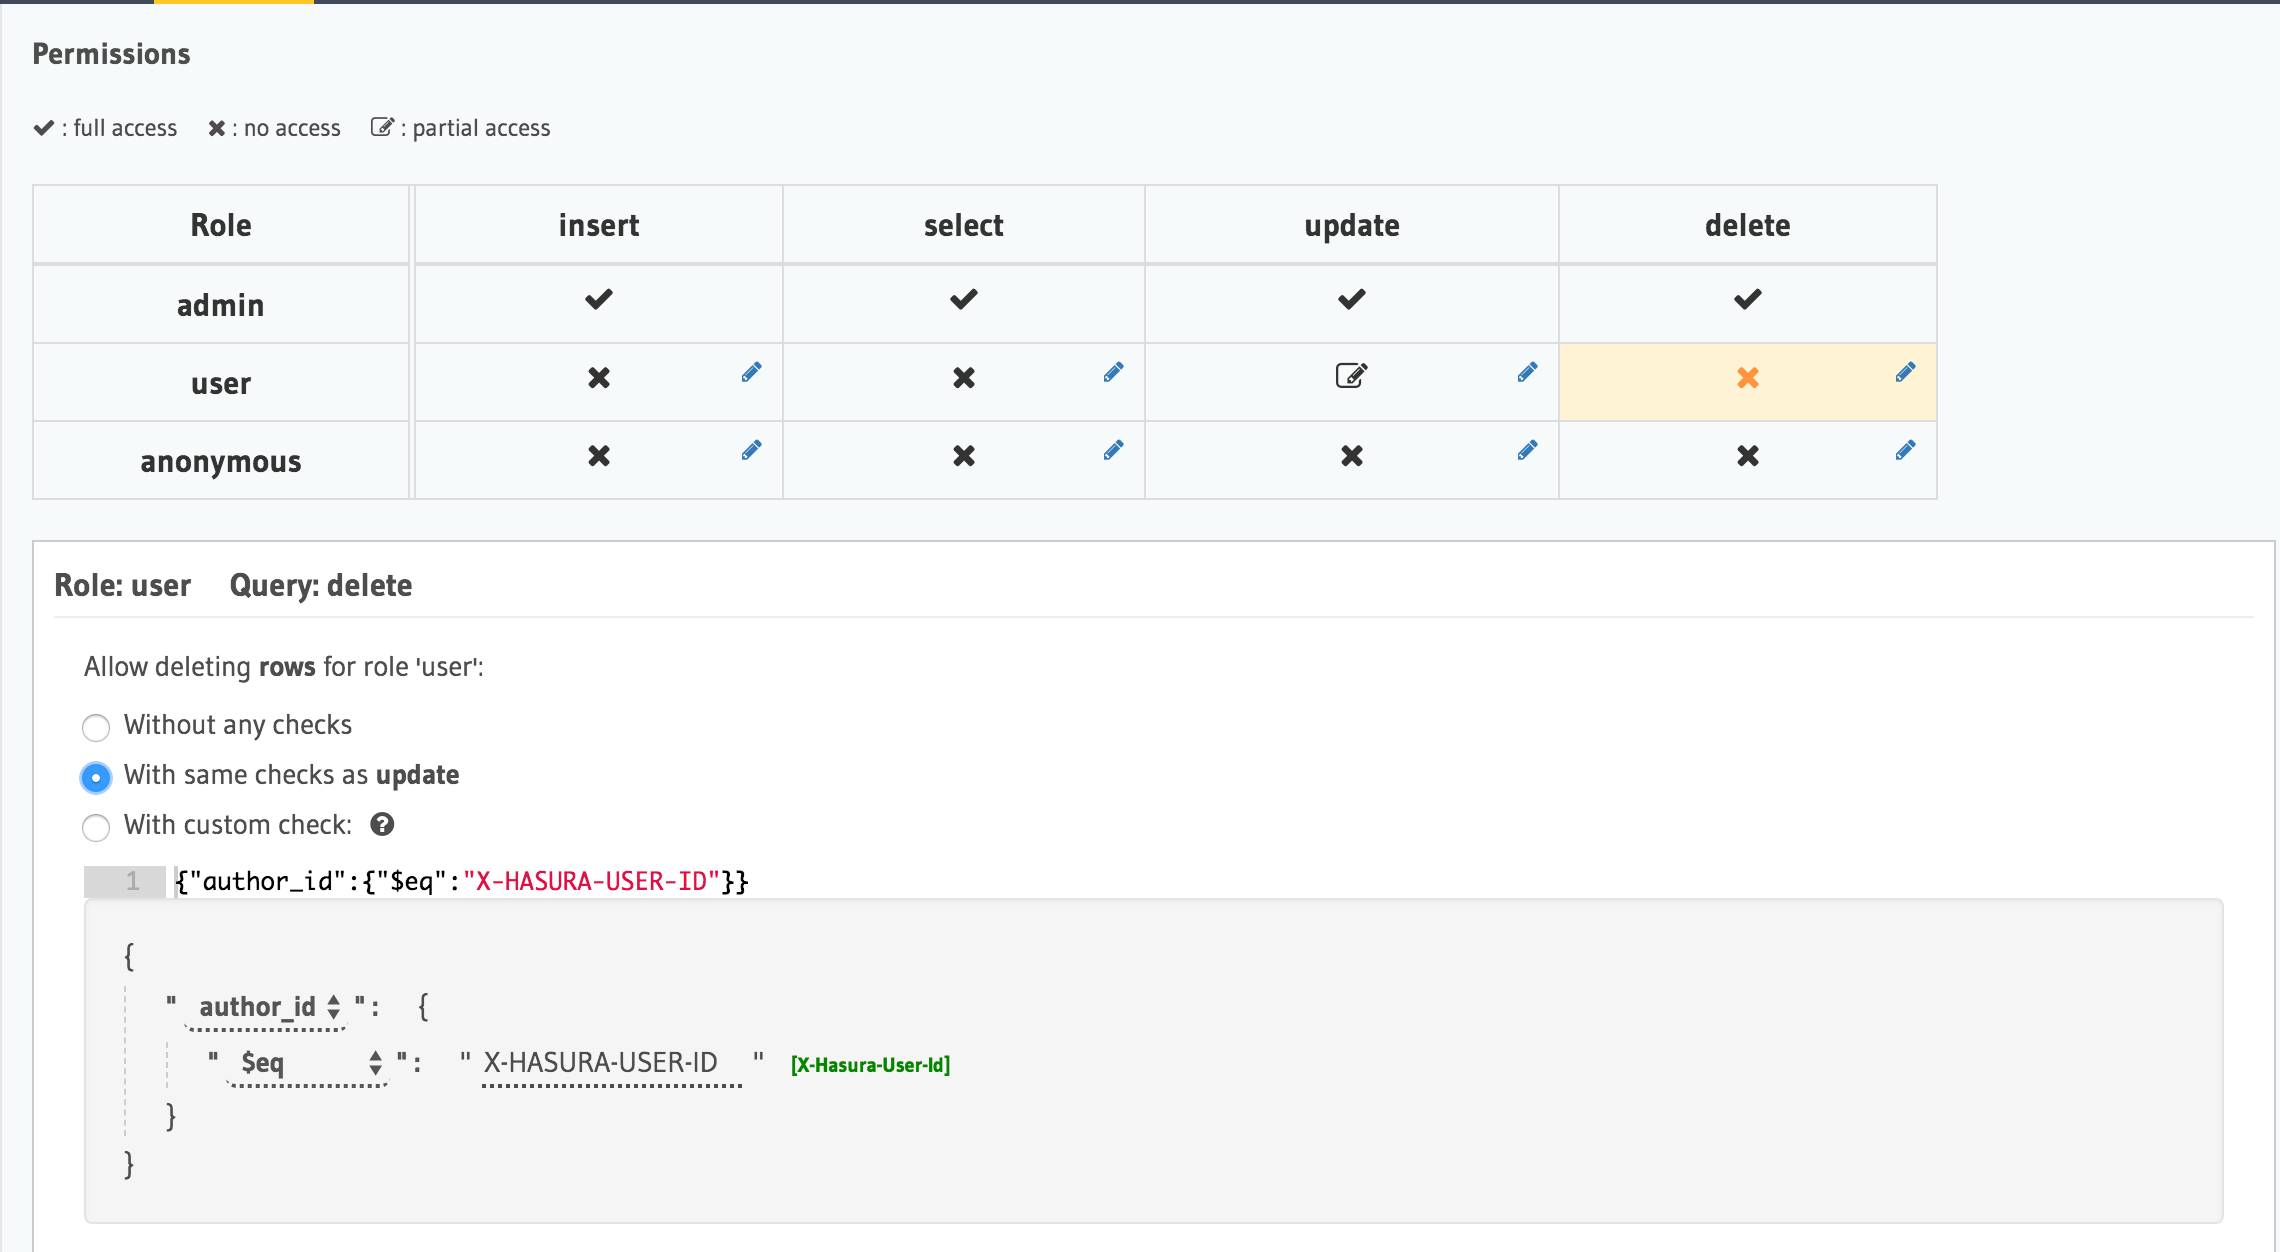 Permissions
: full access : no access : partial access
Role insert select update delete
admin
user
anonymous
Role: user Query: delete
Allow deleting rows for role 'user':
Without any checks
With same checks as update
With custom check: ?
1 {"author_id":{"$eq":"X-HASURA-USER-ID"}}
{
" author_id ": {
" $eq ": " X-HASURA-USER-ID " [X-Hasura-User-Id]
}
}